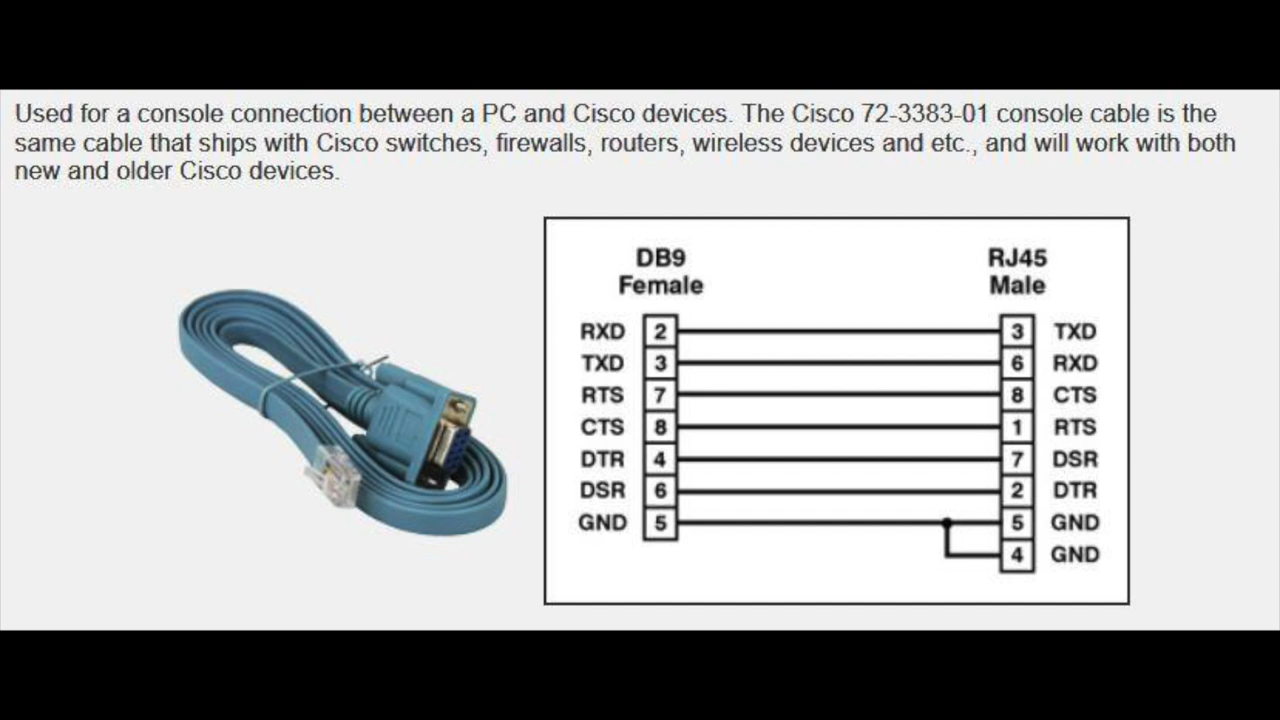 Used for a console connection between a PC and Cisco devices. The Cisco 72-3383-01 console cable is the
same cable that ships with Cisco switches, firewalls, routers, wireless devices and etc., and will work with both
new and older Cisco devices.
DB9 RJ45
Female Male
RXD 2 3 TXD
TXD 3 6 RXD
RTS 7 8 CTS
CTS 8 1 RTS
DTR 4 7 DSR
DSR 6 2 DTR
GND 5 5 GND
4 GND